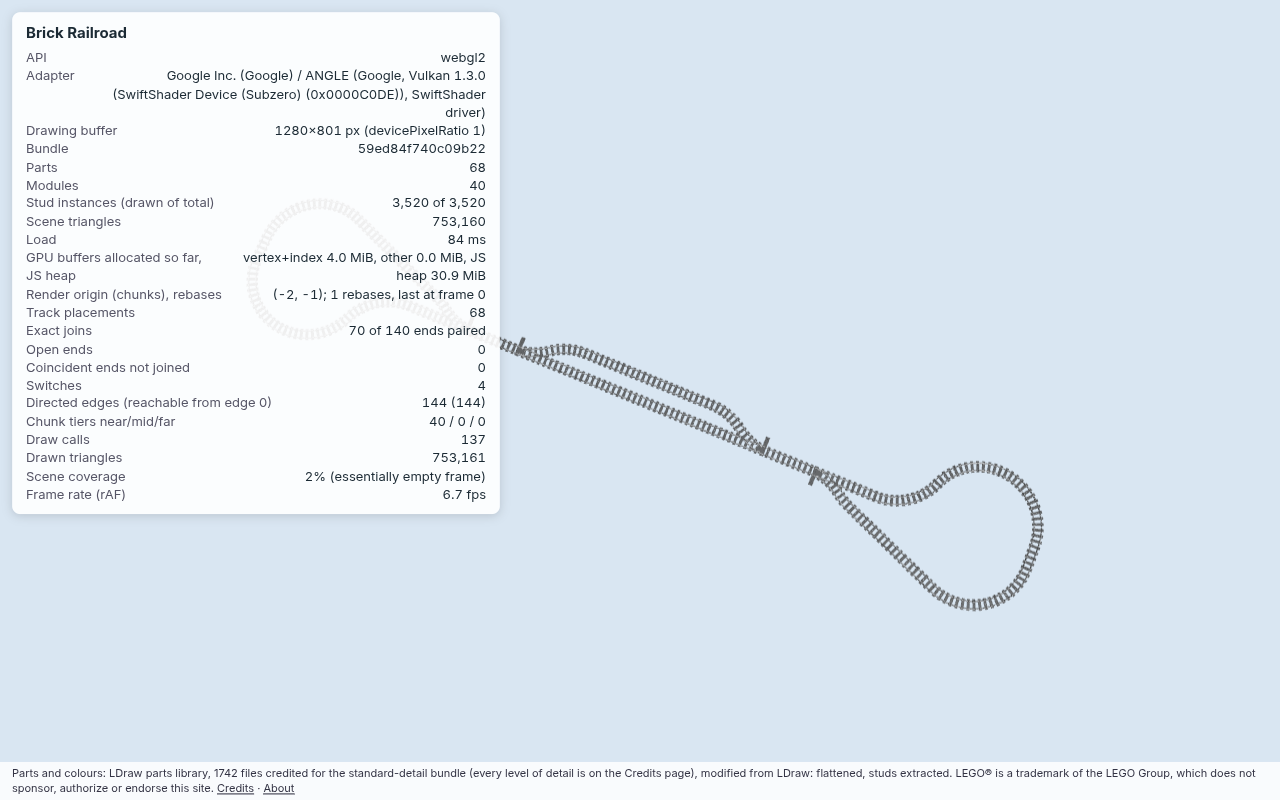 Brick Railroad
API webgl2
Adapter Google Inc. (Google) / ANGLE (Google, Vulkan 1.3.0
(SwiftShader Device (Subzero) (0x0000C0DE)), SwiftShader
driver)
Drawing buffer 1280×801 px (devicePixelRatio 1)
Bundle 59ed84f740c09b22
Parts 68
Modules 40
Stud instances (drawn of total) 3,520 of 3,520
Scene triangles 753,160
Load 84 ms
GPU buffers allocated so far, vertex+index 4.0 MiB, other 0.0 MiB, JS
JS heap heap 30.9 MiB
Render origin (chunks), rebases (-2, -1); 1 rebases, last at frame 0
Track placements 68
Exact joins 70 of 140 ends paired
Open ends 0
Coincident ends not joined 0
Switches 4
Directed edges (reachable from edge 0) 144 (144)
Chunk tiers near/mid/far 40 / 0 / 0
Draw calls 137
Drawn triangles 753,161
Scene coverage 2% (essentially empty frame)
Frame rate (rAF) 6.7 fps
Parts and colours: LDraw parts library, 1742 files credited for the standard-detail bundle (every level of detail is on the Credits page), modified from LDraw: flattened, studs extracted. LEGO® is a trademark of the LEGO Group, which does not
sponsor, authorize or endorse this site. Credits · About